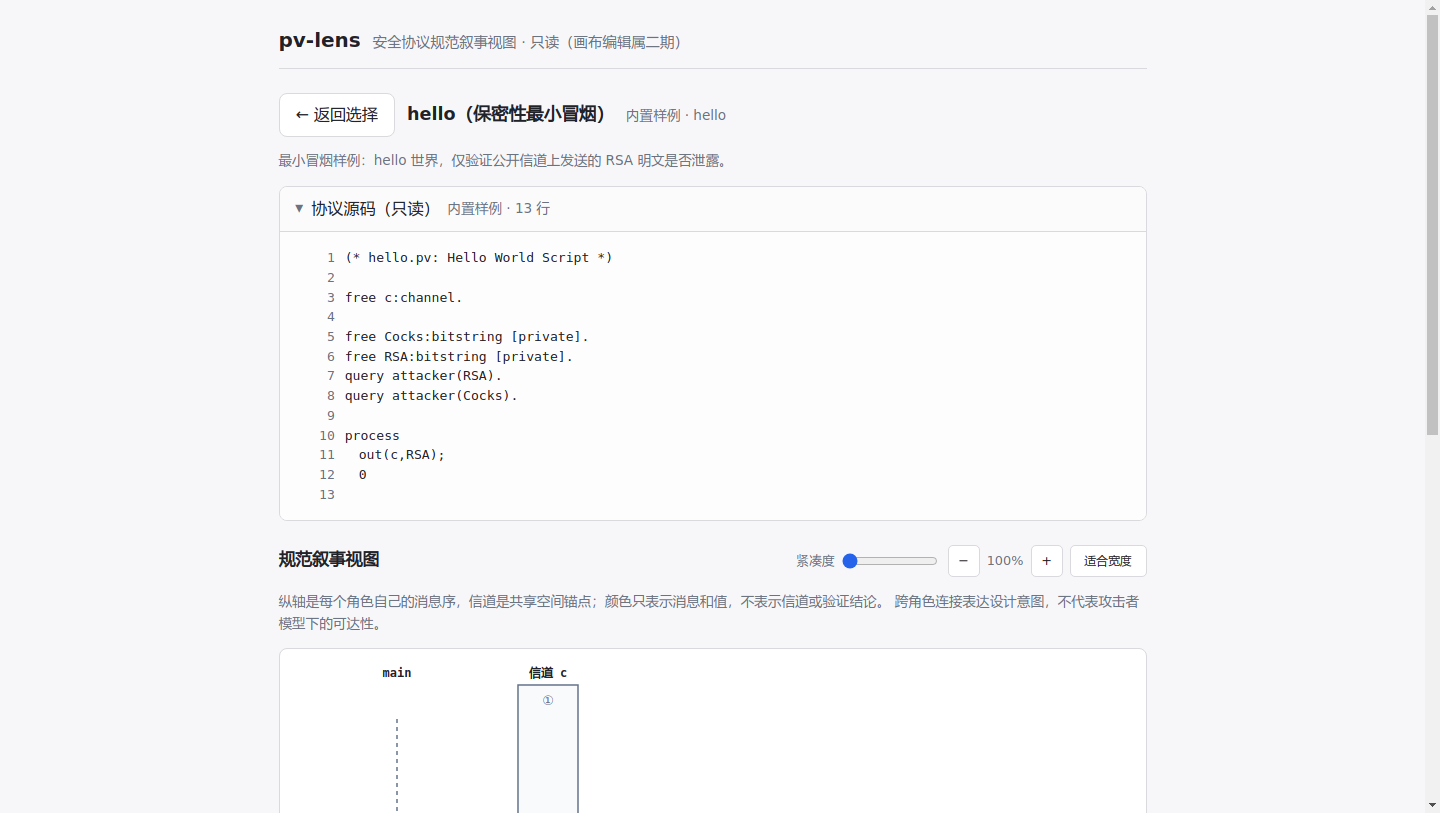 pv-lens 安全协议规范叙事视图 · 只读（画布编辑属二期）
← 返回选择 hello（保密性最小冒烟） 内置样例 · hello
最小冒烟样例：hello 世界，仅验证公开信道上发送的 RSA 明文是否泄露。
▼ 协议源码（只读） 内置样例 · 13 行
1 (* hello.pv: Hello World Script *)
2
3 free c:channel.
4
5 free Cocks:bitstring [private].
6 free RSA:bitstring [private].
7 query attacker(RSA).
8 query attacker(Cocks).
9
10 process
11 out(c,RSA);
12 0
13
规范叙事视图 紧凑度 − 100% + 适合宽度
纵轴是每个角色自己的消息序，信道是共享空间锚点；颜色只表示消息和值，不表示信道或验证结论。 跨角色连接表达设计意图，不代表攻击者
模型下的可达性。
main 信道 c
①